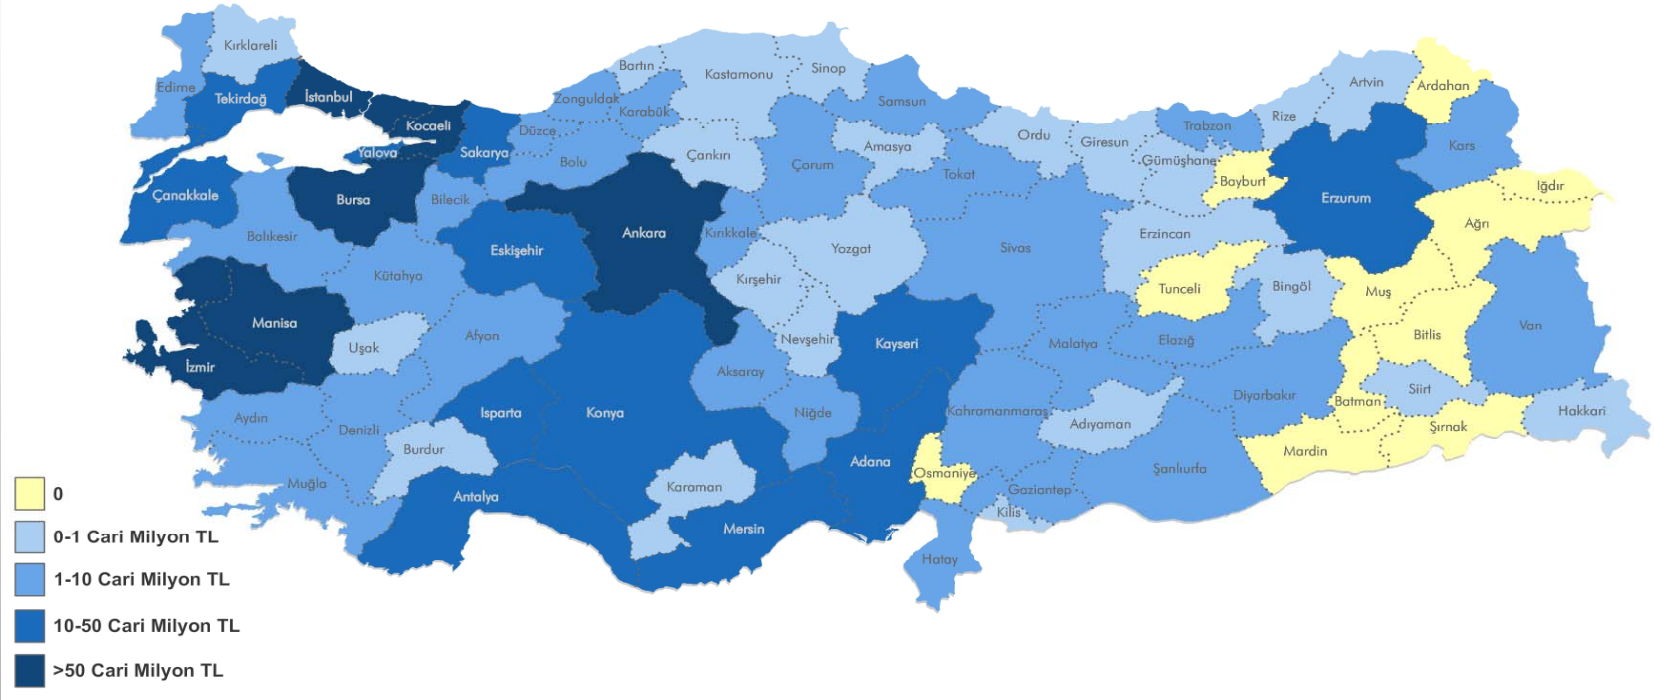 Kırklareli
Edirne
Tekirdağ
İstanbul
Kocaeli
Yalova
Sakarya
Düzce
Zonguldak
Bartın
Karabük
Kastamonu
Sinop
Samsun
Bolu
Çankırı
Çorum
Amasya
Ordu
Giresun
Trabzon
Rize
Artvin
Ardahan
Kars
Gümüşhane
Bayburt
Erzurum
Iğdır
Ağrı
Çanakkale
Bursa
Bilecik
Balıkesir
Eskişehir
Ankara
Kırıkkale
Tokat
Yozgat
Sivas
Erzincan
Kütahya
Kırşehir
Tunceli
Bingöl
Muş
Manisa
Uşak
Afyon
Nevşehir
Kayseri
Malatya
Elazığ
Bitlis
Van
İzmir
Aksaray
Diyarbakır
Siirt
Batman
Hakkari
Aydın
Denizli
Isparta
Konya
Niğde
Kahramanmaraş
Adıyaman
Şırnak
Mardin
Burdur
Adana
Osmaniye
Şanlıurfa
Muğla
Antalya
Karaman
Mersin
Gaziantep
Kilis
Hatay
0
0-1 Cari Milyon TL
1-10 Cari Milyon TL
10-50 Cari Milyon TL
>50 Cari Milyon TL